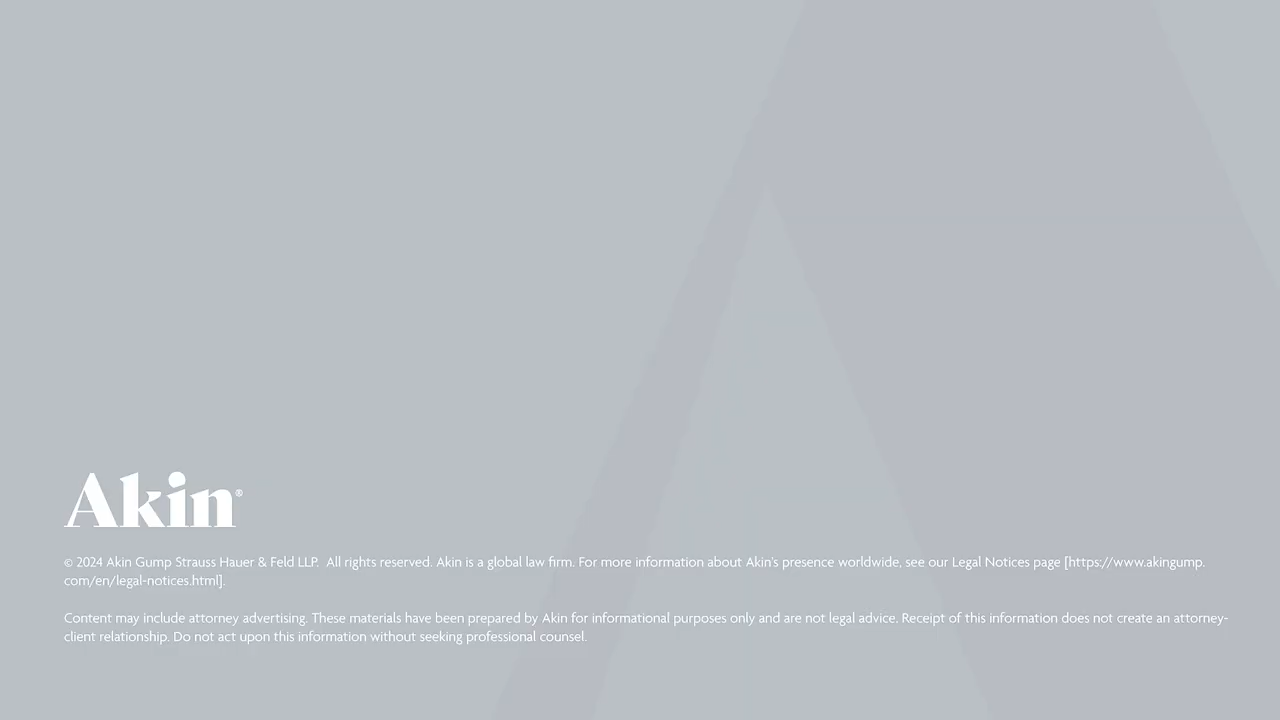 Akin®
© 2024 Akin Gump Strauss Hauer & Feld LLP.  All rights reserved. Akin is a global law firm. For more information about Akin's presence worldwide, see our Legal Notices page [https://www.akingump.
com/en/legal-notices.html].
Content may include attorney advertising. These materials have been prepared by Akin for informational purposes only and are not legal advice. Receipt of this information does not create an attorney-
client relationship. Do not act upon this information without seeking professional counsel.